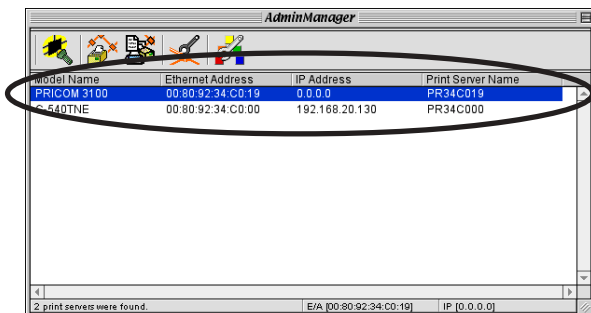 AdminManager
Model Name Ethernet Address IP Address Print Server Name
PRICOM 3100 00:80:92:34:C0:19 0.0.0.0 PR34C019
C-540TNE 00:80:92:34:C0:00 192.168.20.130 PR34C000
2 print servers were found. E/A [00:80:92:34:C0:19] IP [0.0.0.0]